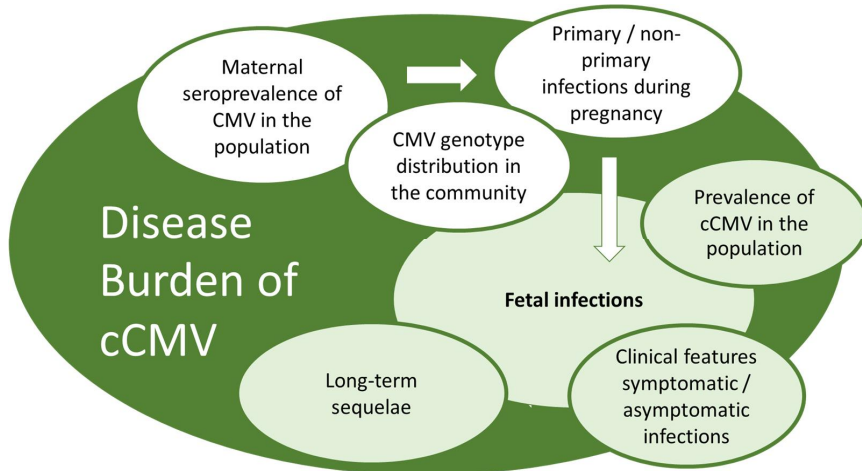 Maternal
seroprevalence of
CMV in the
population
Primary / non-
primary
infections during
pregnancy
CMV genotype
distribution in
the community
Prevalence of
cCMV in the
population
Disease
Burden of
cCMV
Fetal infections
Long-term
sequelae
Clinical features
symptomatic /
asymptomatic
infections